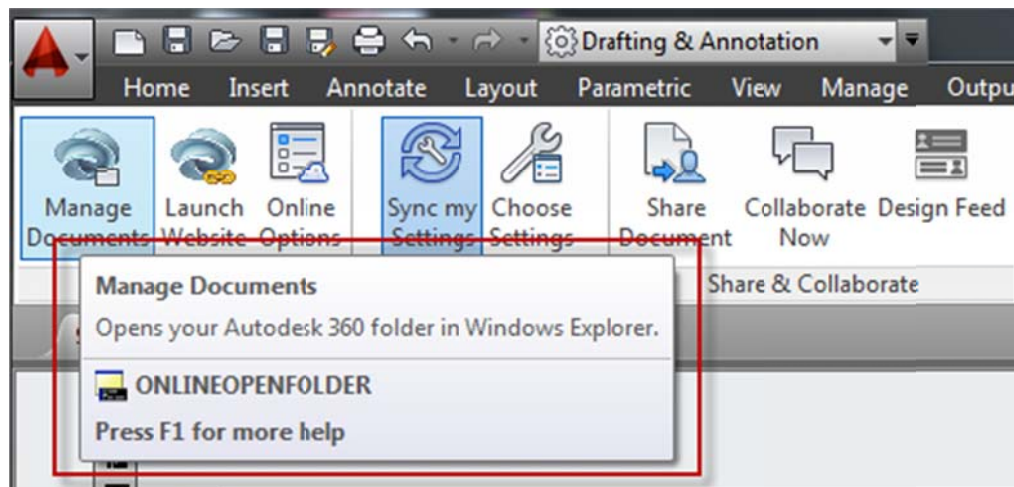 Drafting & Annotation
Home Insert Annotate Layout Parametric View Manage Outpu
Manage Launch Online Sync my Choose Share Collaborate Design Feed
Documents Website Options Settings Settings Document Now
Share & Collaborate
Manage Documents
Opens your Autodesk 360 folder in Windows Explorer.
ONLINEOPENFOLDER
Press F1 for more help